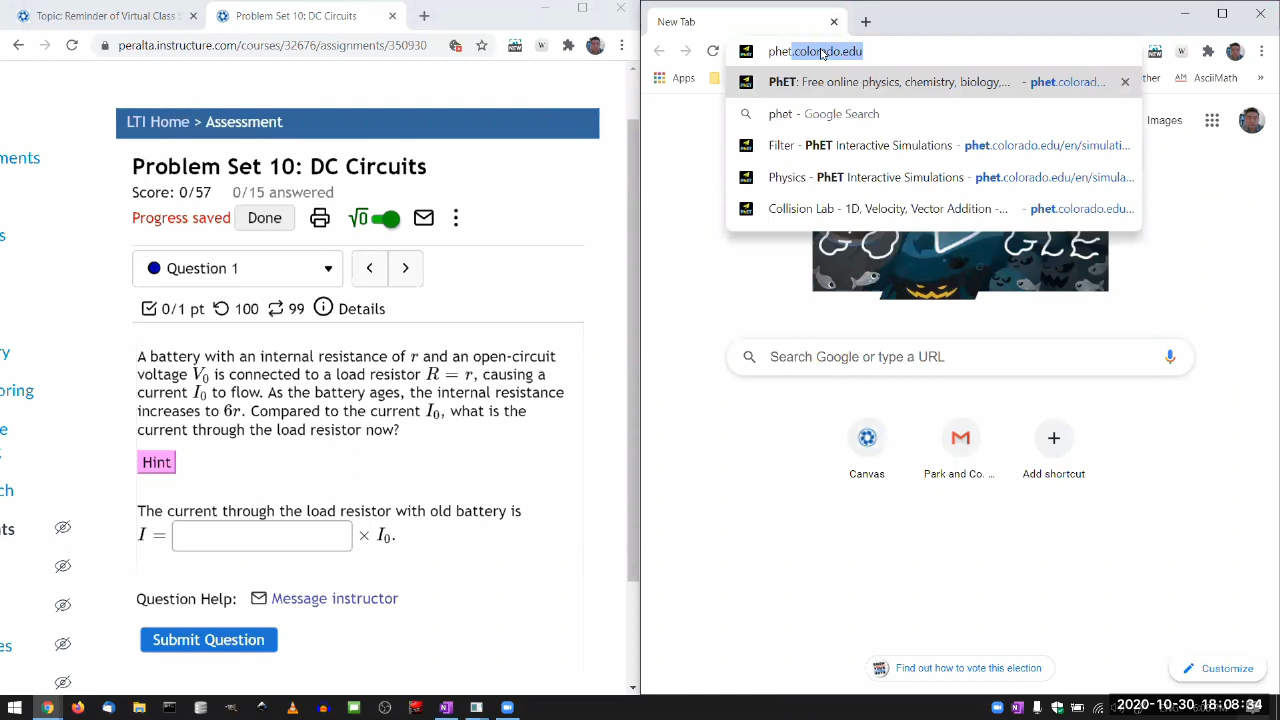 Topic: Reminder of Virtual Class
Problem Set 10: DC Circuits
peralta.instructure.com/courses/32676/assignments/350930
LTI Home > Assessment
ments
Problem Set 10: DC Circuits
Score: 0/57 0/15 answered
Progress saved Done √0
s
Question 1 < >
0/1 pt 100 99 Details
ry
A battery with an internal resistance of r and an open-circuit
voltage V0 is connected to a load resistor R = r, causing a
oring
current I0 to flow. As the battery ages, the internal resistance
increases to 6r. Compared to the current I0, what is the
e
current through the load resistor now?
Hint
ch
The current through the load resistor with old battery is
nts
I = × I0.
Question Help: Message instructor
es
Submit Question
New Tab
phet.colorado.edu
NEW
W
Apps
PhET: Free online physics, chemistry, biology,... - phet.colorad...
ther AsciiMath
phet - Google Search
Images
Filter - PhET Interactive Simulations - phet.colorado.edu/en/simulati...
Physics - PhET Interactive Simulations - phet.colorado.edu/en/simula...
Collision Lab - 1D, Velocity, Vector Addition -... - phet.colorado.edu...
Search Google or type a URL
Canvas
Park and Co. ...
Add shortcut
Find out how to vote this election
Customize
2020-10-30 18:08:34